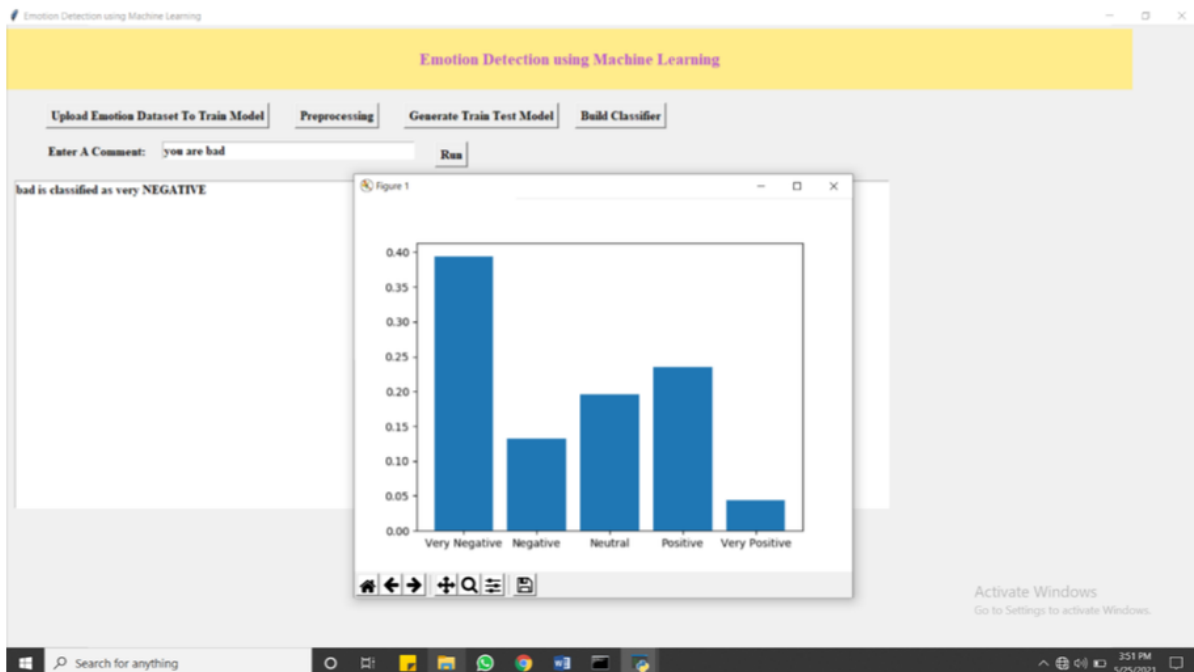 Emotion Detection using Machine Learning
Emotion Detection using Machine Learning
Upload Emotion Dataset To Train Model Preprocessing Generate Train Test Model Build Classifier
Enter A Comment: you are bad Run
bad is classified as very NEGATIVE
Figure 1
0.40
0.35
0.30
0.25
0.20
0.15
0.10
0.05
0.00
Very Negative Negative Neutral Positive Very Positive
Activate Windows
Go to Settings to activate Windows.
Search for anything
3:51 PM
5/25/2021